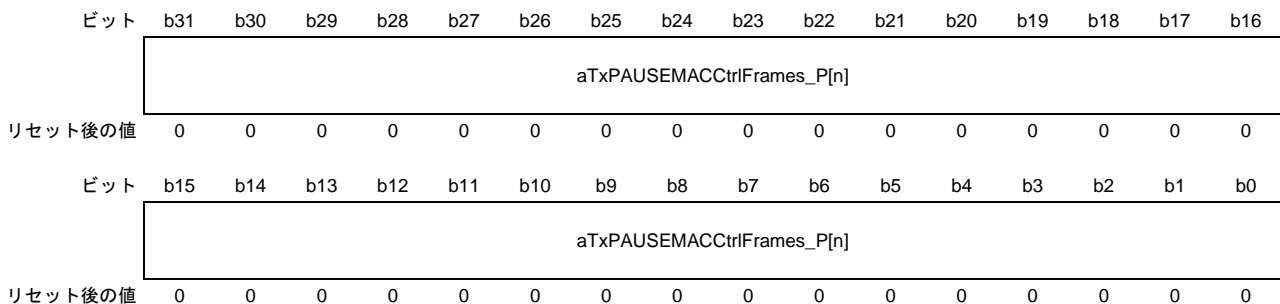 ビット b31 b30 b29 b28 b27 b26 b25 b24 b23 b22 b21 b20 b19 b18 b17 b16
aTxPAUSEMACCtrlFrames_P[n]
リセット後の値 0 0 0 0 0 0 0 0 0 0 0 0 0 0 0 0
ビット b15 b14 b13 b12 b11 b10 b9 b8 b7 b6 b5 b4 b3 b2 b1 b0
aTxPAUSEMACCtrlFrames_P[n]
リセット後の値 0 0 0 0 0 0 0 0 0 0 0 0 0 0 0 0